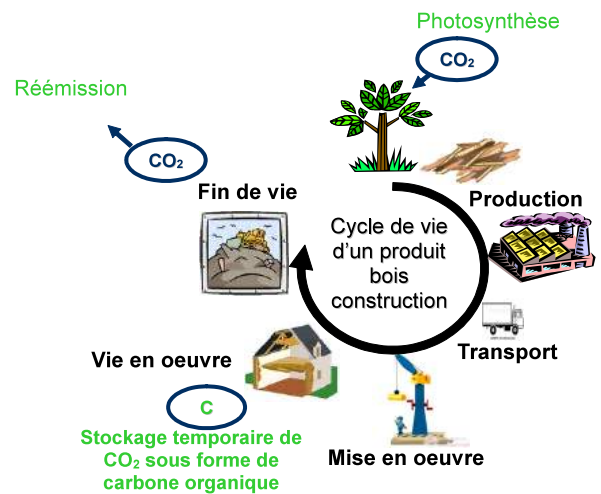 Photosynthèse
CO₂
Réémission
CO₂
Fin de vie
Production
Cycle de vie
d'un produit
bois
construction
Transport
Vie en oeuvre
C
Stockage temporaire de
CO₂ sous forme de
carbone organique
Mise en oeuvre